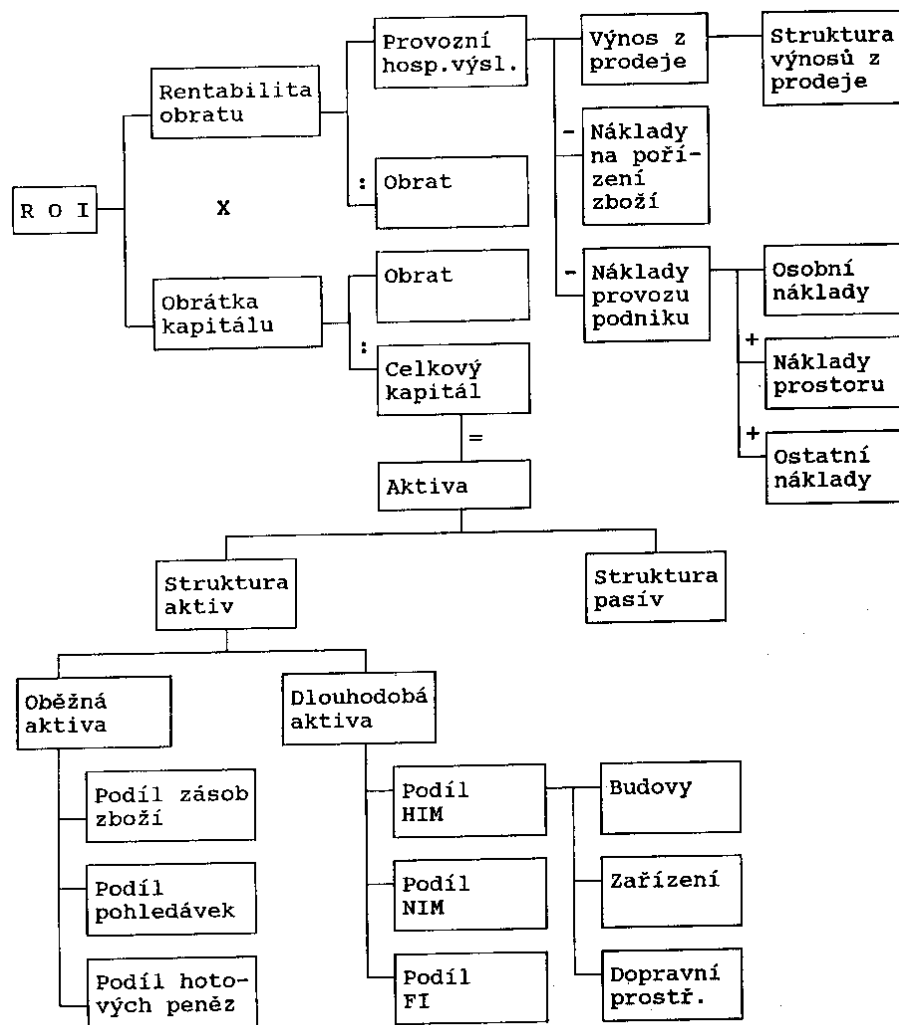 Provozní
hosp.výsl.
Výnos z
prodeje
Struktura
výnosů z
prodeje
Rentabilita
obratu
-
Náklady
na poří-
zení
zboží
:
Obrat
R O I
X
Obrátka
kapitálu
Obrat
-
Náklady
provozu
podniku
Osobní
náklady
:
Celkový
kapitál
+
Náklady
prostoru
=
+
Ostatní
náklady
Aktiva
Struktura
aktiv
Struktura
pasív
Oběžná
aktiva
Dlouhodobá
aktiva
Podíl zásob
zboží
Podíl
HIM
Budovy
Podíl
pohledávek
Podíl
NIM
Zařízení
Podíl hoto-
vých peněz
Podíl
FI
Dopravní
prostř.